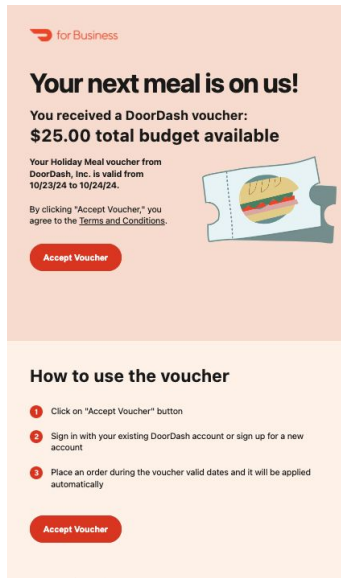 for Business
Your next meal is on us!
You received a DoorDash voucher:
$25.00 total budget available
Your Holiday Meal voucher from
DoorDash, Inc. is valid from
10/23/24 to 10/24/24.
By clicking "Accept Voucher," you
agree to the Terms and Conditions.
Accept Voucher
How to use the voucher
1 Click on "Accept Voucher" button
2 Sign in with your existing DoorDash account or sign up for a new
account
3 Place an order during the voucher valid dates and it will be applied
automatically
Accept Voucher